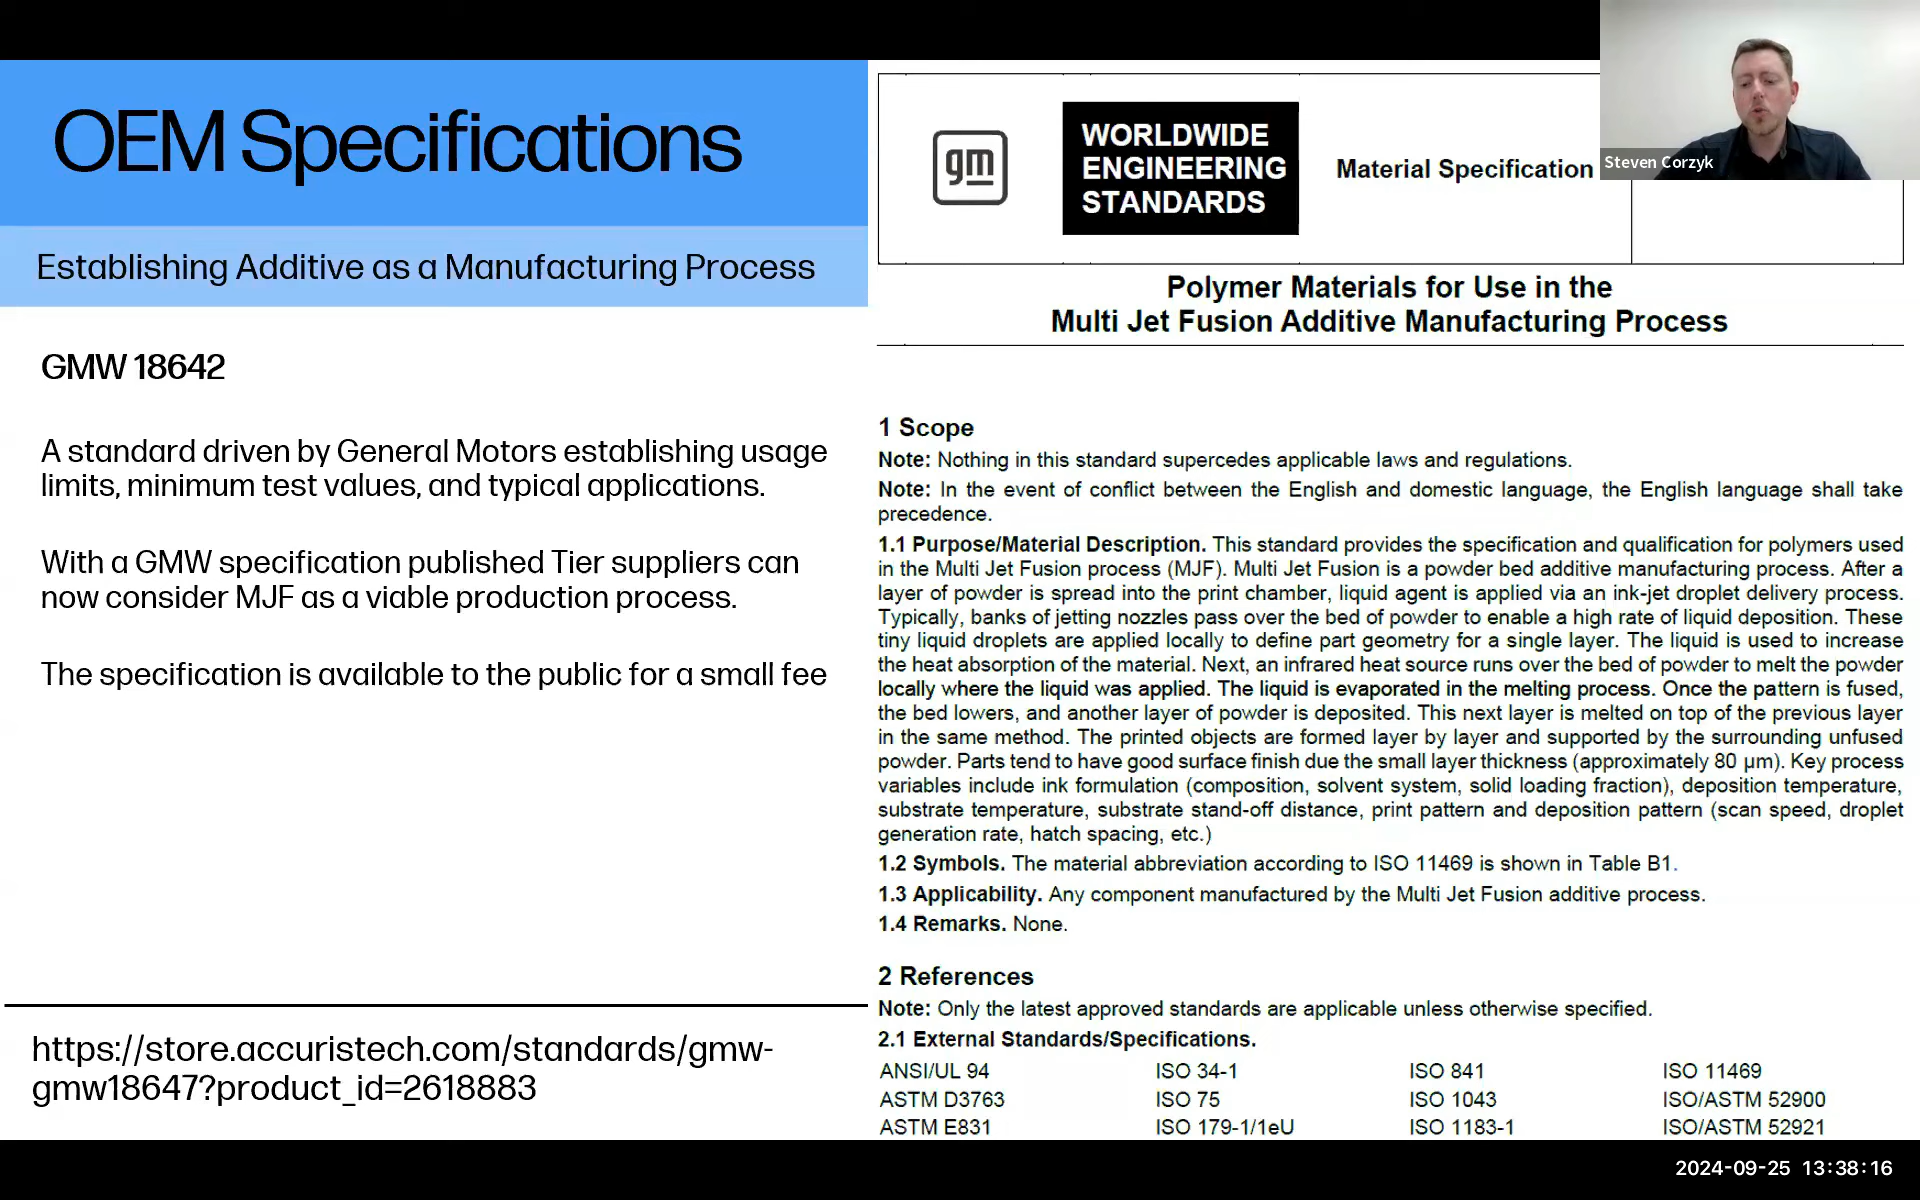 OEM Specifications
Establishing Additive as a Manufacturing Process
GMW 18642
A standard driven by General Motors establishing usage
limits, minimum test values, and typical applications.
With a GMW specification published Tier suppliers can
now consider MJF as a viable production process.
The specification is available to the public for a small fee
https://store.accuristech.com/standards/gmw-
gmw18647?product_id=2618883
gm
WORLDWIDE
ENGINEERING
STANDARDS
Material Specification
Steven Corzyk
Polymer Materials for Use in the
Multi Jet Fusion Additive Manufacturing Process
1 Scope
Note: Nothing in this standard supercedes applicable laws and regulations.
Note: In the event of conflict between the English and domestic language, the English language shall take
precedence.
1.1 Purpose/Material Description. This standard provides the specification and qualification for polymers used
in the Multi Jet Fusion process (MJF). Multi Jet Fusion is a powder bed additive manufacturing process. After a
layer of powder is spread into the print chamber, liquid agent is applied via an ink-jet droplet delivery process.
Typically, banks of jetting nozzles pass over the bed of powder to enable a high rate of liquid deposition. These
tiny liquid droplets are applied locally to define part geometry for a single layer. The liquid is used to increase
the heat absorption of the material. Next, an infrared heat source runs over the bed of powder to melt the powder
locally where the liquid was applied. The liquid is evaporated in the melting process. Once the pattern is fused,
the bed lowers, and another layer of powder is deposited. This next layer is melted on top of the previous layer
in the same method. The printed objects are formed layer by layer and supported by the surrounding unfused
powder. Parts tend to have good surface finish due the small layer thickness (approximately 80 µm). Key process
variables include ink formulation (composition, solvent system, solid loading fraction), deposition temperature,
substrate temperature, substrate stand-off distance, print pattern and deposition pattern (scan speed, droplet
generation rate, hatch spacing, etc.)
1.2 Symbols. The material abbreviation according to ISO 11469 is shown in Table B1.
1.3 Applicability. Any component manufactured by the Multi Jet Fusion additive process.
1.4 Remarks. None.
2 References
Note: Only the latest approved standards are applicable unless otherwise specified.
2.1 External Standards/Specifications.
ANSI/UL 94 ISO 34-1 ISO 841 ISO 11469
ASTM D3763 ISO 75 ISO 1043 ISO/ASTM 52900
ASTM E831 ISO 179-1/1eU ISO 1183-1 ISO/ASTM 52921
2024-09-25 13:38:16